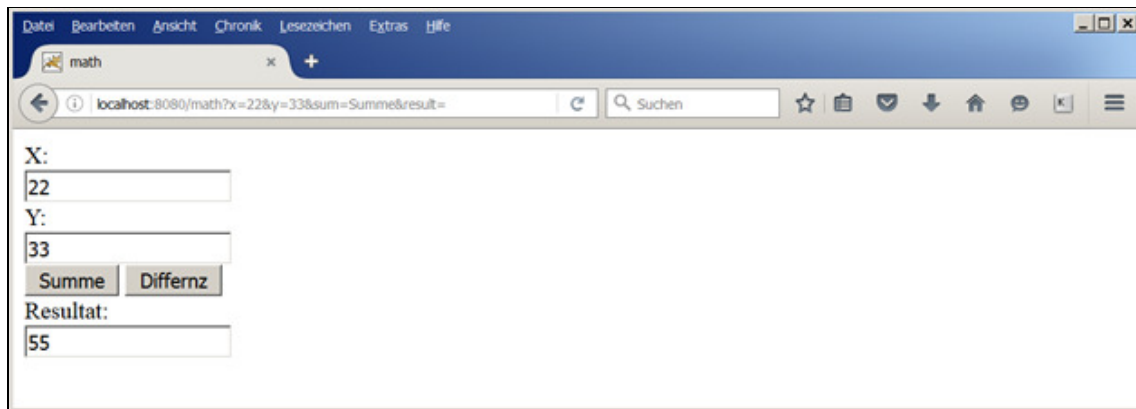 Datei Bearbeiten Ansicht Chronik Lesezeichen Extras Hilfe
math
localhost:8080/math?x=22&y=33&sum=Summe&result=
Suchen
X:
22
Y:
33
Summe Differnz
Resultat:
55